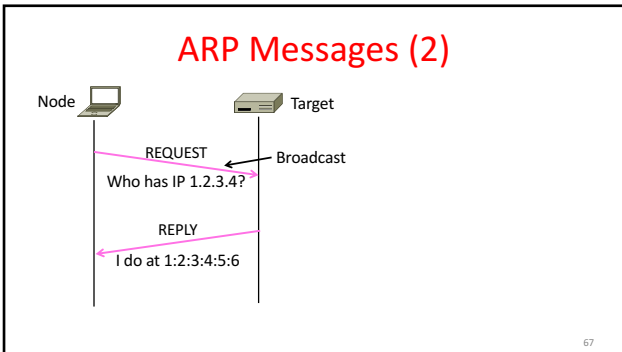 ARP Messages (2)
Node
Target
REQUEST
Broadcast
Who has IP 1.2.3.4?
REPLY
I do at 1:2:3:4:5:6
67